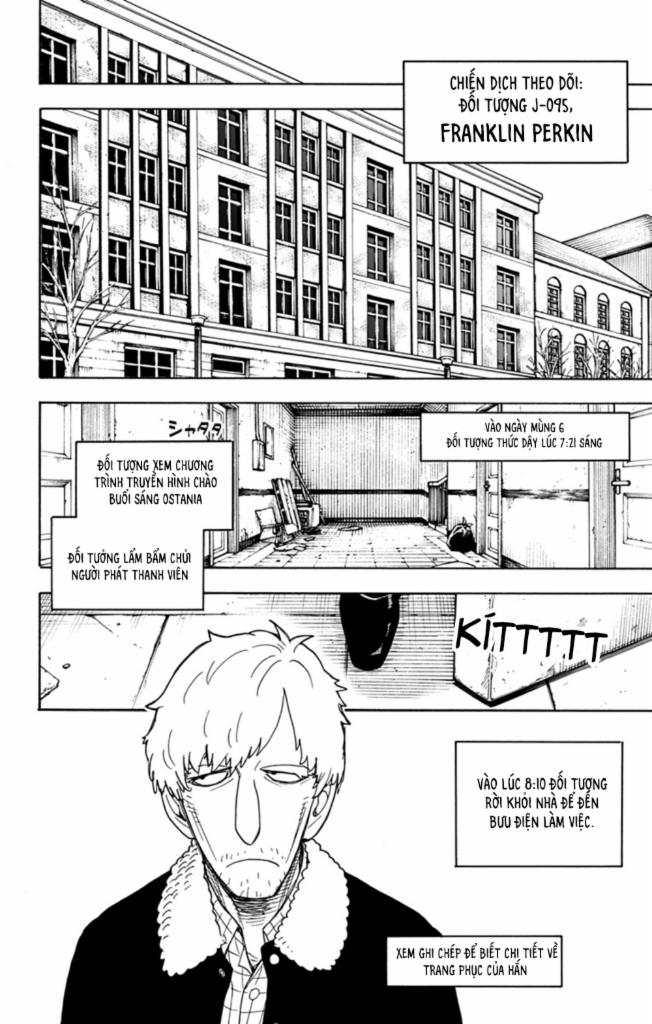 CHIẾN DỊCH THEO DÕI:
ĐỐI TƯỢNG J-095,
FRANKLIN PERKIN
VÀO NGÀY MÙNG 6
ĐỐI TƯỢNG THỨC DẬY LÚC 7:21 SÁNG
シャタタ
ĐỐI TƯỢNG XEM CHƯƠNG
TRÌNH TRUYỀN HÌNH CHÀO
BUỔI SÁNG OSTANIA
ĐỐI TƯỞNG LẨM BẨM CHỬI
NGƯỜI PHÁT THANH VIÊN
KÍTTTTT
VÀO LÚC 8:10 ĐỐI TƯỢNG
RỜI KHỎI NHÀ ĐỂ ĐẾN
BƯU ĐIỆN LÀM VIỆC.
XEM GHI CHÉP ĐỂ BIẾT CHI TIẾT VỀ
TRANG PHỤC CỦA HẮN